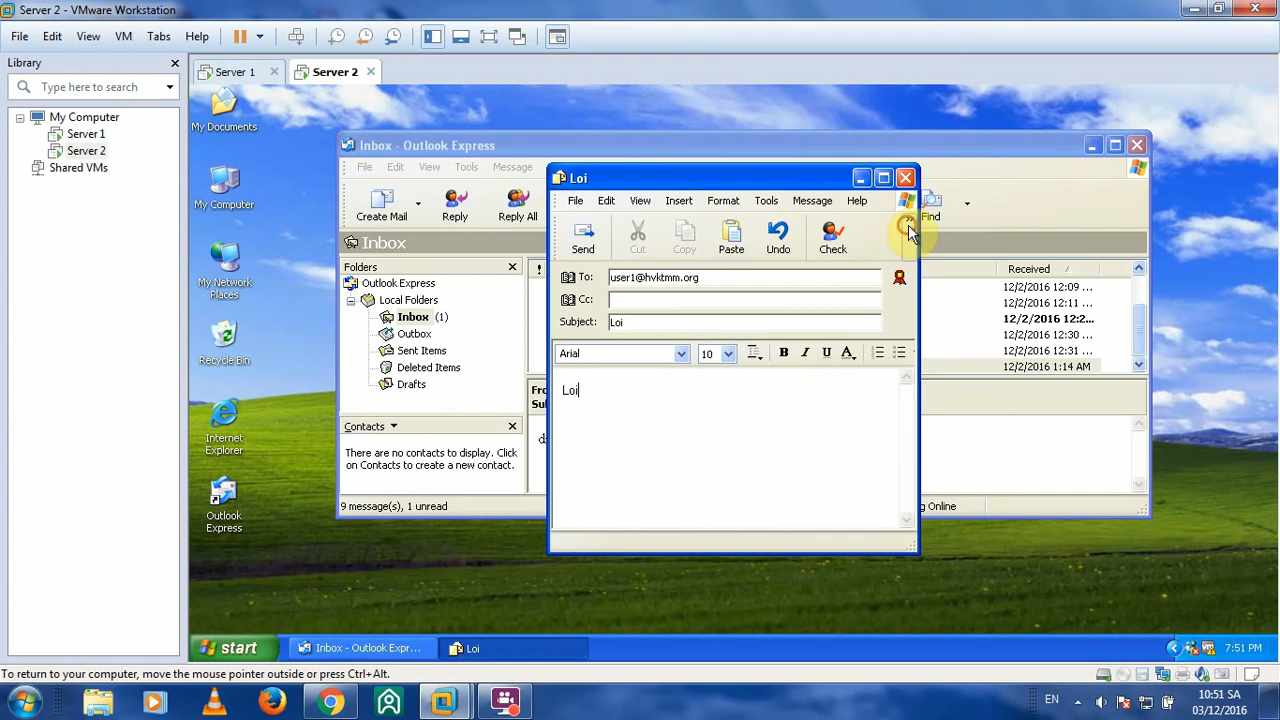 Server 2 - VMware Workstation
File Edit View VM Tabs Help
Library
Type here to search
My Computer
Server 1
Server 2
Shared VMs
Server 1
Server 2
My Documents
My Computer
My Network Places
Recycle Bin
Internet Explorer
Outlook Express
Inbox - Outlook Express
File Edit View Tools Message
Create Mail
Reply
Reply All
Find
Inbox
Folders
Outlook Express
Local Folders
Inbox (1)
Outbox
Sent Items
Deleted Items
Drafts
Contacts
There are no contacts to display. Click on Contacts to create a new contact.
9 message(s), 1 unread
Received
12/2/2016 12:09 ...
12/2/2016 12:11 ...
12/2/2016 12:2...
12/2/2016 12:30 ...
12/2/2016 12:31 ...
12/2/2016 1:14 AM
Loi
File Edit View Insert Format Tools Message Help
Send Cut Copy Paste Undo Check
To: user1@hvktmm.org
Cc:
Subject: Loi
Arial 10 B I U A
Loi
start
Inbox - Outlook Expr...
Loi
7:51 PM
To return to your computer, move the mouse pointer outside or press Ctrl+Alt.
EN
10:51 SA
03/12/2016